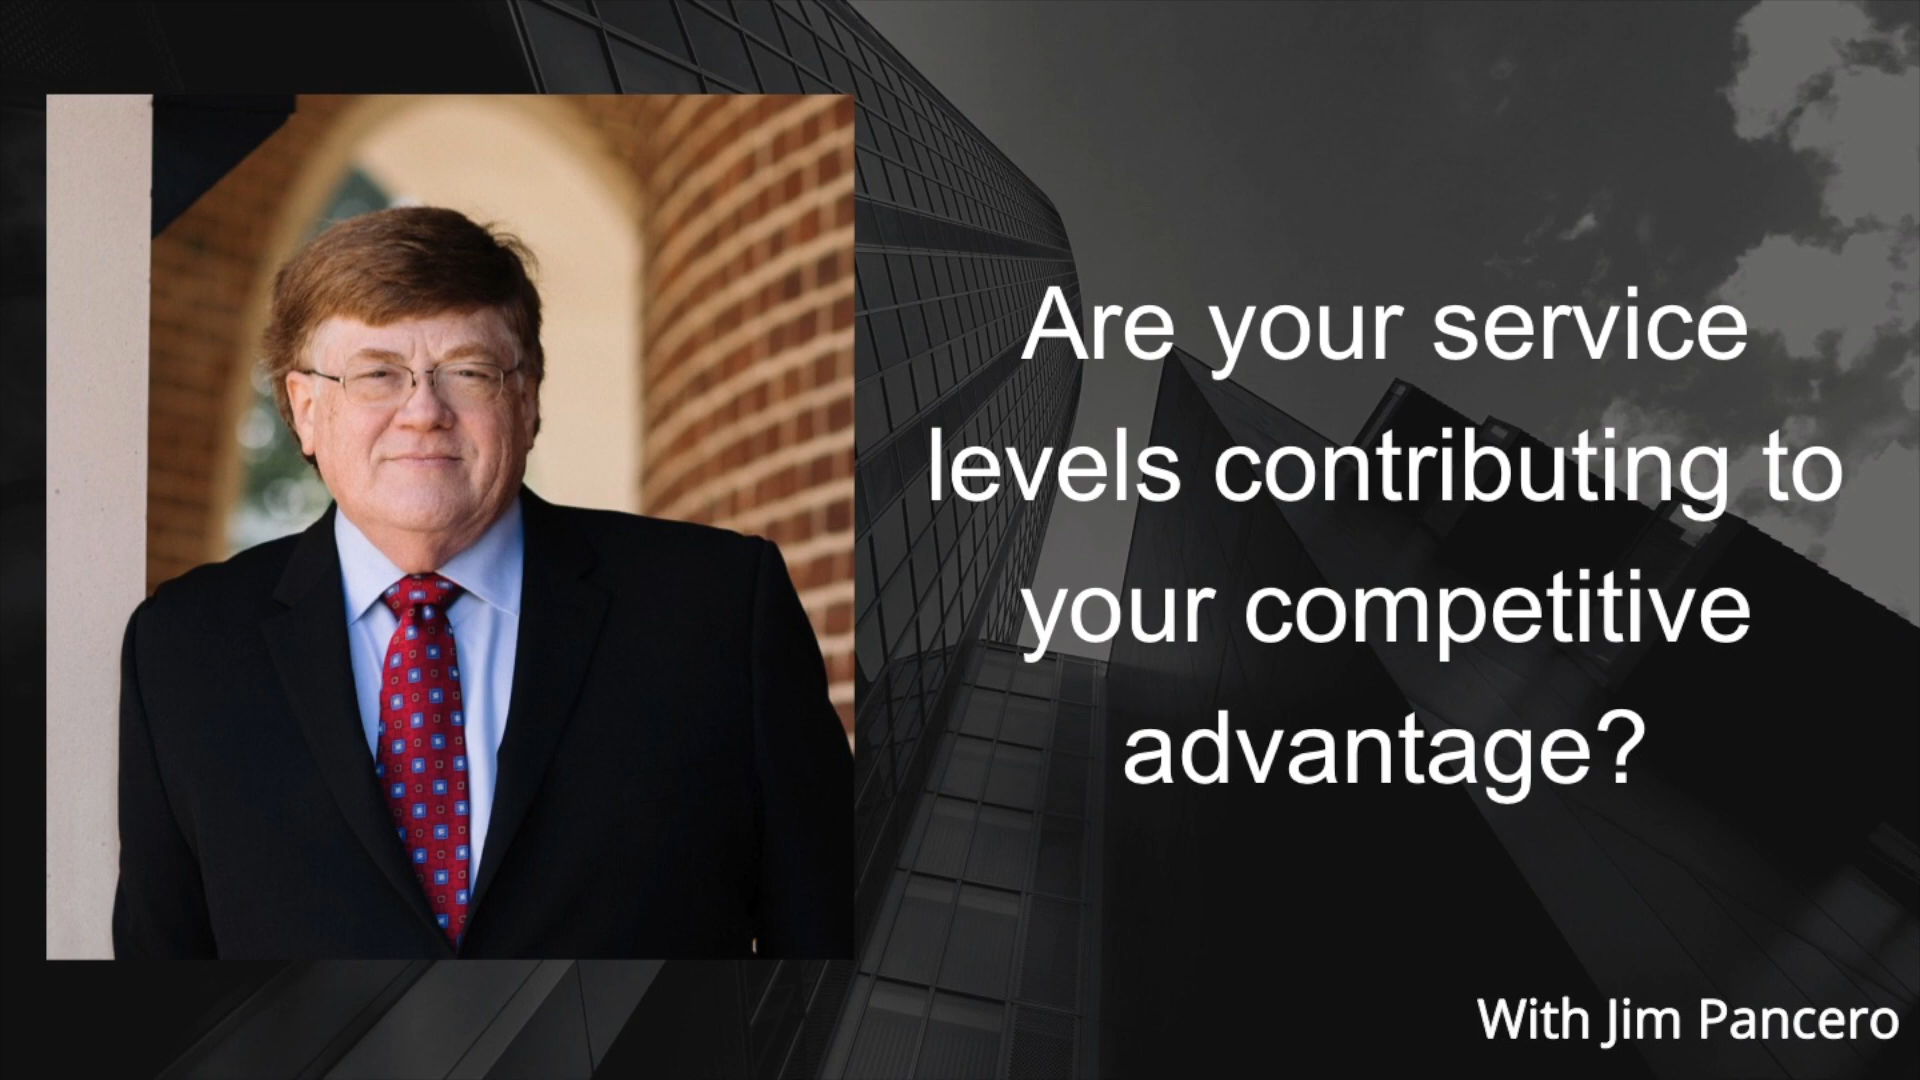 Are your service
levels contributing to
your competitive
advantage?
With Jim Pancero